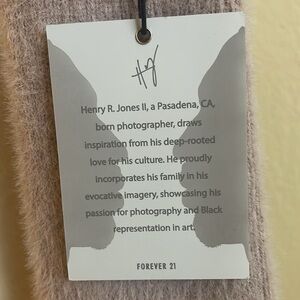 Henry R. Jones II, a Pasadena, CA,
born photographer, draws
inspiration from his deep-rooted
love for his culture. He proudly
incorporates his family in his
evocative imagery, showcasing his
passion for photography and Black
representation in art.
FOREVER 21